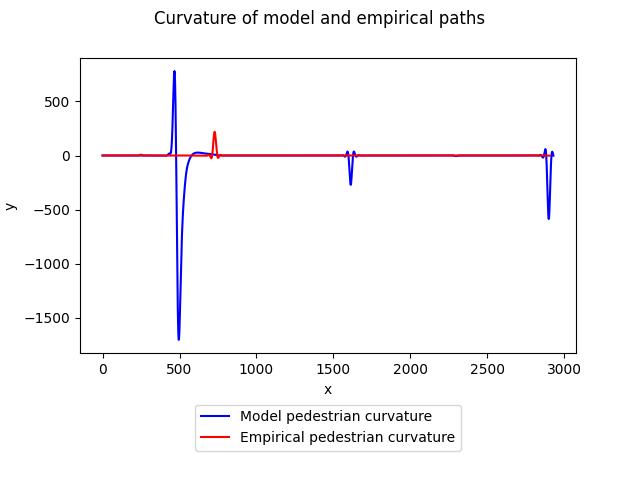 Curvature of model and empirical paths
500
0
−500
−1000
−1500
y
0
500
1000
1500
2000
2500
3000
x
Model pedestrian curvature
Empirical pedestrian curvature